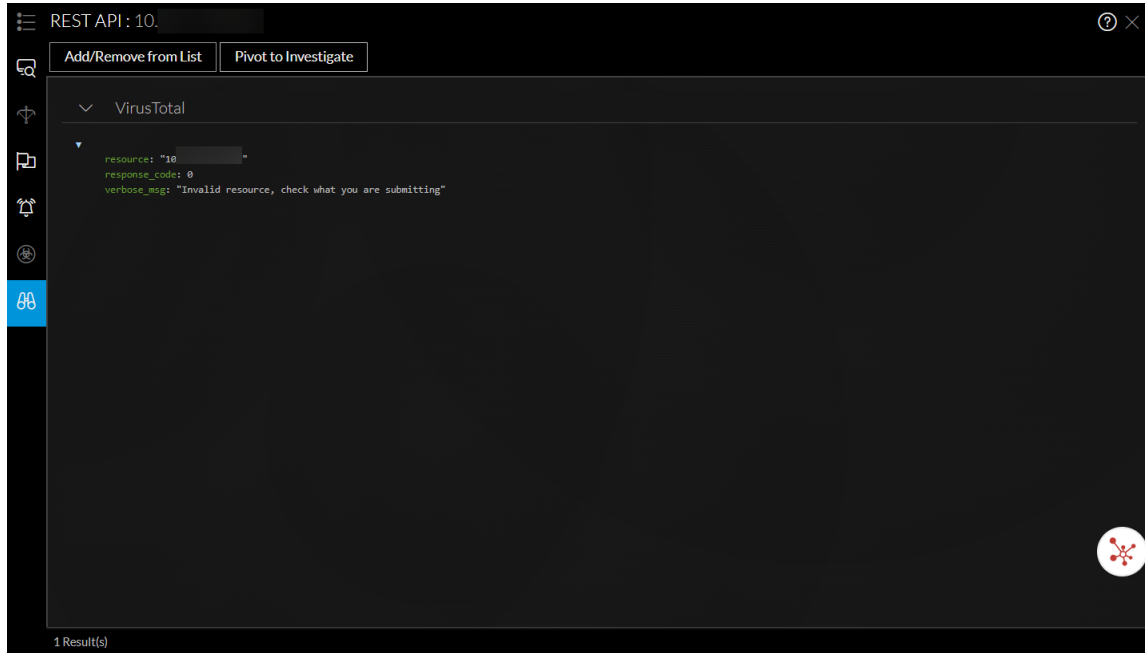 REST API : 10.
Add/Remove from List
Pivot to Investigate
VirusTotal
resource: "10 "
response_code: 0
verbose_msg: "Invalid resource, check what you are submitting"
1 Result(s)